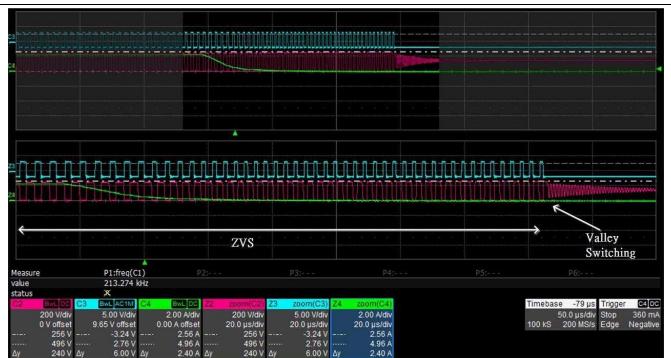 C3
C4
Z3
Z4
ZVS
Valley
Switching
Measure P1:freq(C1) P2:- - - P3:- - - P4:- - - P5:- - - P6:- - -
value 213.274 kHz
status
C2 BwL DC C3 BwL AC1M C4 BwL DC Z2 zoom(C2) Z3 zoom(C3) Z4 zoom(C4) Timebase -79 µs Trigger C4 DC
200 V/div 5.00 V/div 2.00 A/div 200 V/div 5.00 V/div 2.00 A/div 50.0 µs/div Stop 360 mA
0 V offset 9.65 V offset 0.00 A offset 20.0 µs/div 20.0 µs/div 20.0 µs/div 100 kS 200 MS/s Edge Negative
256 V -3.24 V 2.56 A 256 V -3.24 V 2.56 A
496 V 2.76 V 4.96 A 496 V 2.76 V 4.96 A
Δy 240 V Δy 6.00 V Δy 2.40 A Δy 240 V Δy 6.00 V Δy 2.40 A